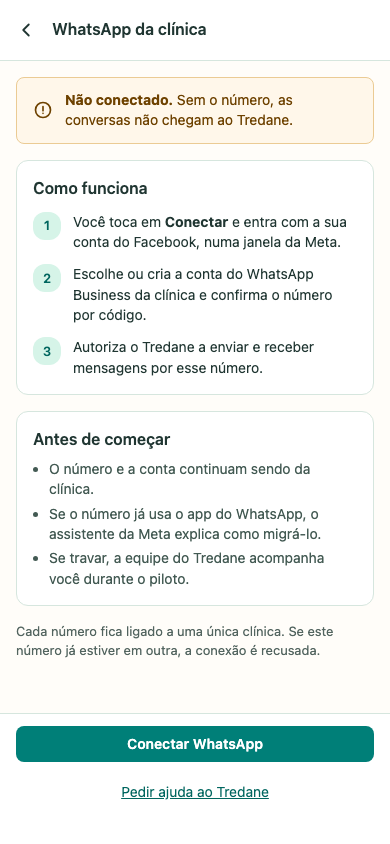 WhatsApp da clínica
Não conectado. Sem o número, as
conversas não chegam ao Tredane.
Como funciona
1 Você toca em Conectar e entra com a sua
conta do Facebook, numa janela da Meta.
2 Escolhe ou cria a conta do WhatsApp
Business da clínica e confirma o número
por código.
3 Autoriza o Tredane a enviar e receber
mensagens por esse número.
Antes de começar
• O número e a conta continuam sendo da
clínica.
• Se o número já usa o app do WhatsApp, o
assistente da Meta explica como migrá-lo.
• Se travar, a equipe do Tredane acompanha
você durante o piloto.
Cada número fica ligado a uma única clínica. Se este
número já estiver em outra, a conexão é recusada.
Conectar WhatsApp
Pedir ajuda ao Tredane